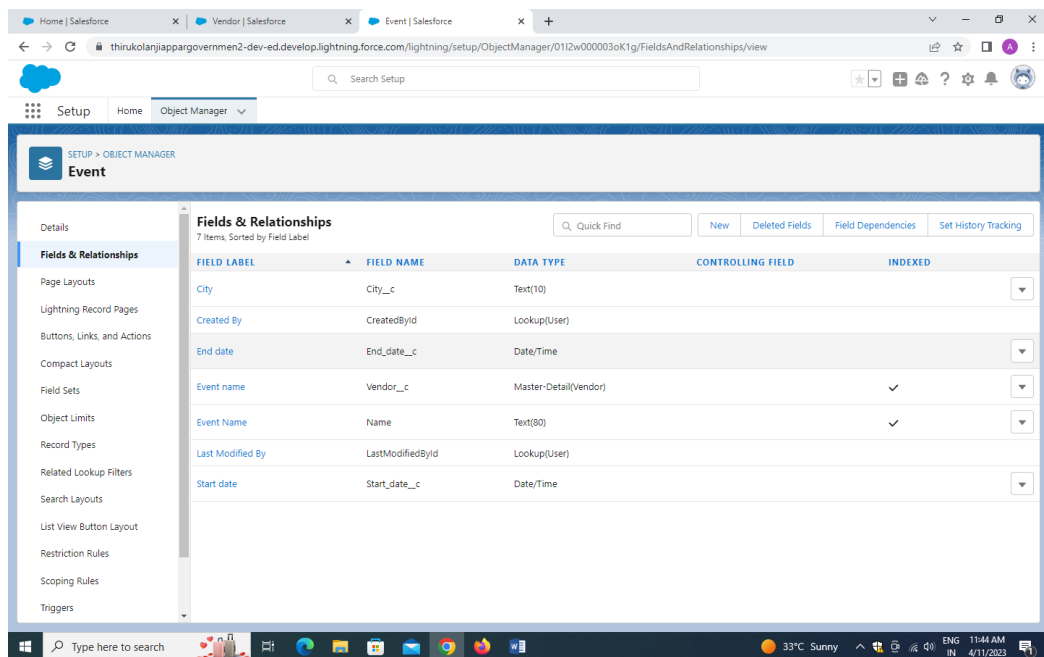 Home | Salesforce
Vendor | Salesforce
Event | Salesforce
thirukolanjiappargovernmen2-dev-ed.develop.lightning.force.com/lightning/setup/ObjectManager/01I2w000003oK1g/FieldsAndRelationships/view
A
Search Setup
Setup
Home
Object Manager
SETUP > OBJECT MANAGER
Event
Details
Fields & Relationships
Page Layouts
Lightning Record Pages
Buttons, Links, and Actions
Compact Layouts
Field Sets
Object Limits
Record Types
Related Lookup Filters
Search Layouts
List View Button Layout
Restriction Rules
Scoping Rules
Triggers
Fields & Relationships
7 Items, Sorted by Field Label
Quick Find
New
Deleted Fields
Field Dependencies
Set History Tracking
FIELD LABEL FIELD NAME DATA TYPE CONTROLLING FIELD INDEXED
City City__c Text(10)
Created By CreatedById Lookup(User)
End date End_date__c Date/Time
Event name Vendor__c Master-Detail(Vendor)
Event Name Name Text(80)
Last Modified By LastModifiedById Lookup(User)
Start date Start_date__c Date/Time
Type here to search
33°C Sunny
ENG
IN
11:44 AM
4/11/2023